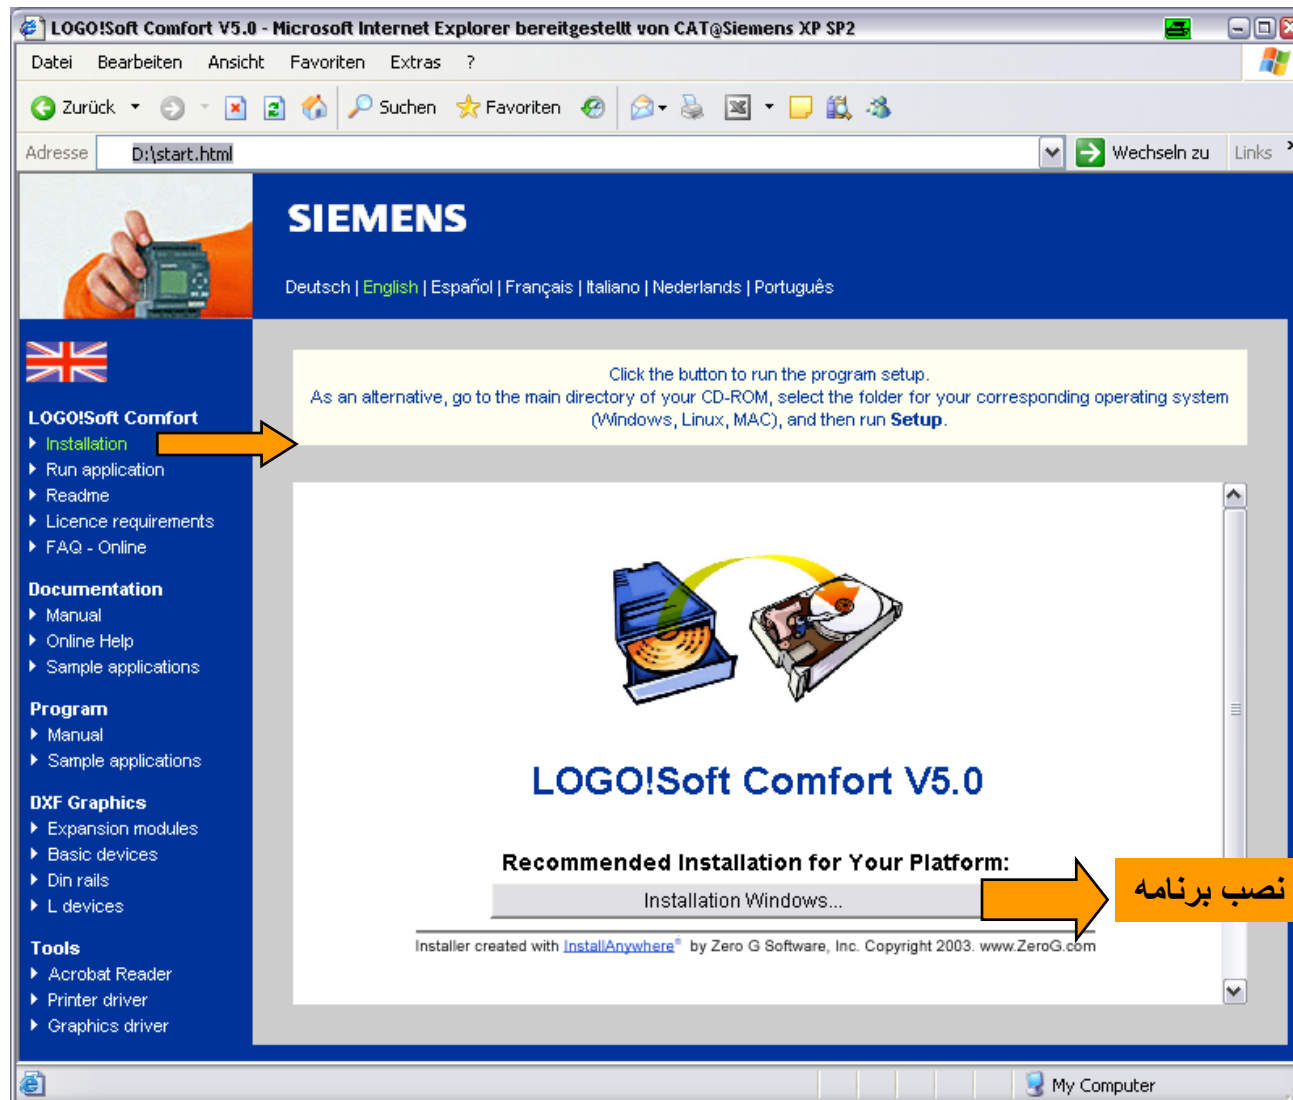 LOGO!Soft Comfort V5.0 - Microsoft Internet Explorer bereitgestellt von CAT@Siemens XP SP2
Datei Bearbeiten Ansicht Favoriten Extras ?
Zurück Suchen Favoriten
Adresse D:\start.html Wechseln zu Links
SIEMENS
Deutsch | English | Español | Français | Italiano | Nederlands | Português
Click the button to run the program setup.
As an alternative, go to the main directory of your CD-ROM, select the folder for your corresponding operating system
(Windows, Linux, MAC), and then run Setup.
LOGO!Soft Comfort
Installation
Run application
Readme
Licence requirements
FAQ - Online
Documentation
Manual
Online Help
Sample applications
Program
Manual
Sample applications
DXF Graphics
Expansion modules
Basic devices
Din rails
L devices
Tools
Acrobat Reader
Printer driver
Graphics driver
LOGO!Soft Comfort V5.0
Recommended Installation for Your Platform:
Installation Windows...
نصب برنامه
Installer created with InstallAnywhere® by Zero G Software, Inc. Copyright 2003. www.ZeroG.com
My Computer